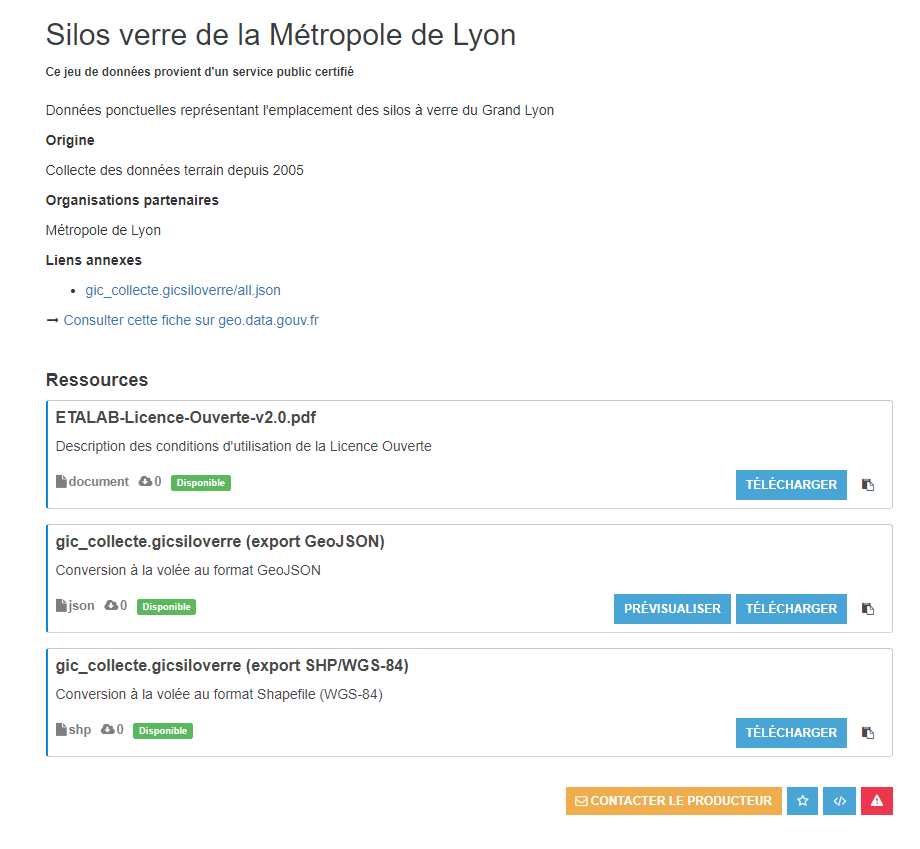 Silos verre de la Métropole de Lyon
Ce jeu de données provient d'un service public certifié
Données ponctuelles représentant l'emplacement des silos à verre du Grand Lyon
Origine
Collecte des données terrain depuis 2005
Organisations partenaires
Métropole de Lyon
Liens annexes
• gic_collecte.gicsiloverre/all.json
→ Consulter cette fiche sur geo.data.gouv.fr
Ressources
ETALAB-Licence-Ouverte-v2.0.pdf
Description des conditions d'utilisation de la Licence Ouverte
document 0 Disponible TÉLÉCHARGER
gic_collecte.gicsiloverre (export GeoJSON)
Conversion à la volée au format GeoJSON
json 0 Disponible PRÉVISUALISER TÉLÉCHARGER
gic_collecte.gicsiloverre (export SHP/WGS-84)
Conversion à la volée au format Shapefile (WGS-84)
shp 0 Disponible TÉLÉCHARGER
CONTACTER LE PRODUCTEUR